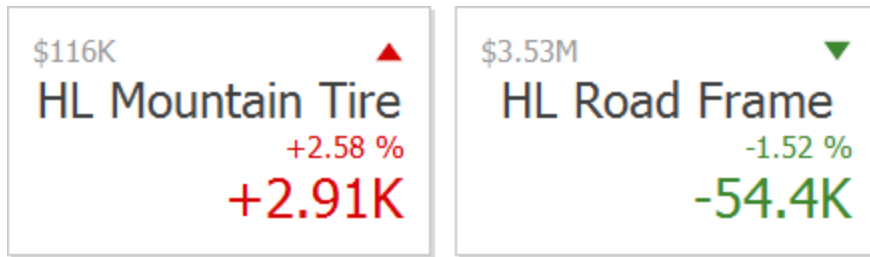 $116K
HL Mountain Tire
+2.58 %
+2.91K
$3.53M
HL Road Frame
-1.52 %
-54.4K